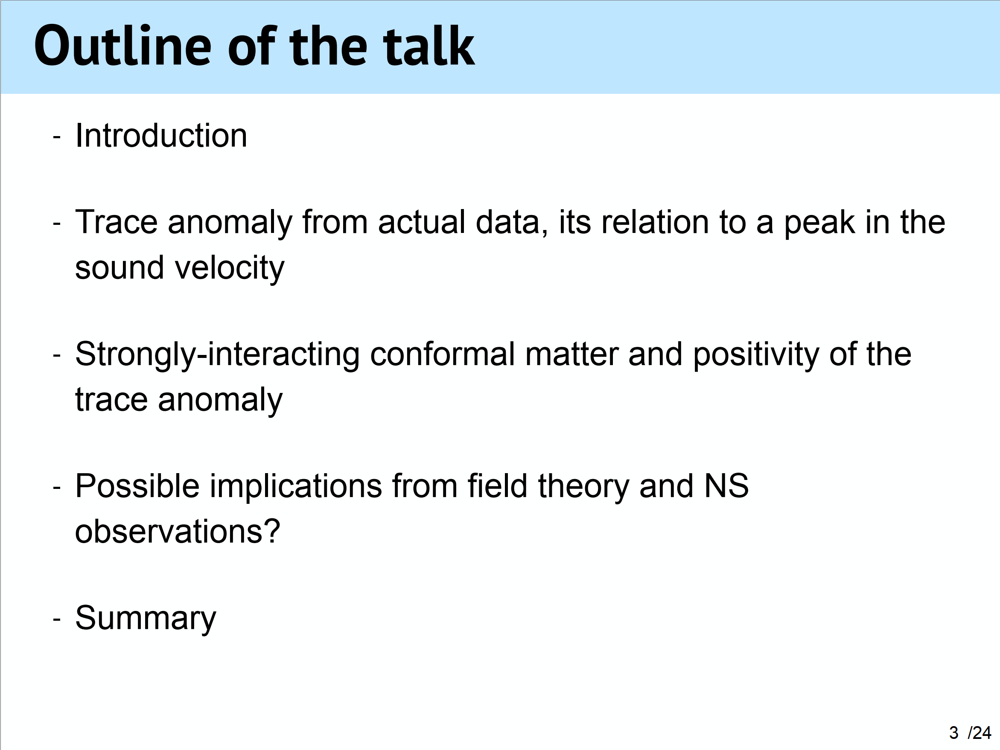 Outline of the talk
- Introduction
- Trace anomaly from actual data, its relation to a peak in the
sound velocity
- Strongly-interacting conformal matter and positivity of the
trace anomaly
- Possible implications from field theory and NS
observations?
- Summary
3 /24